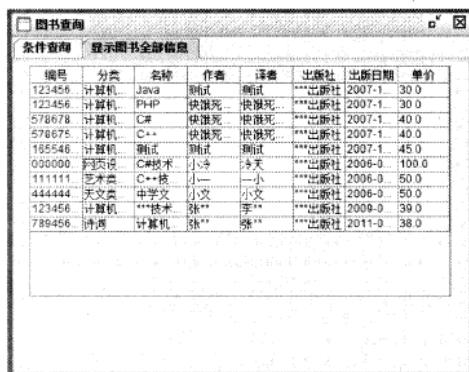 图书查询
条件查询 显示图书全部信息
编号 分类 名称 作者 译者 出版社 出版日期 单价
123456... 计算机... Java 测试 测试 ***出版社 2007-1... 30.0
123456... 计算机... PHP 快饿死... 快饿死... ***出版社 2007-1... 30.0
578678... 计算机... C# 快饿死... 快饿死... ***出版社 2007-1... 40.0
578675... 计算机... C++ 快饿死... 快饿死... ***出版社 2007-1... 40.0
165546... 计算机... 测试 测试 测试 ***出版社 2007-1... 45.0
000000... 网页设... C#技术... 小冷 冷天 ***出版社 2006-0... 100.0
111111... 艺术类 C++技... 小一 一小 ***出版社 2006-0... 50.0
444444... 天文类 中学文 小文 小文 ***出版社 2006-0... 50.0
123456... 计算机... ***技术... 张** 李** ***出版社 2009-0... 39.0
789456... 诗词 计算机... 张** 张** ***出版社 2011-0... 38.0